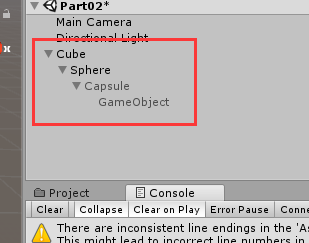 Part02*
Main Camera
Directional Light
Cube
Sphere
Capsule
GameObject
Project
Console
Clear
Collapse
Clear on Play
Error Pause
Conne
There are inconsistent line endings in the 'As
This might lead to incorrect line numbers in